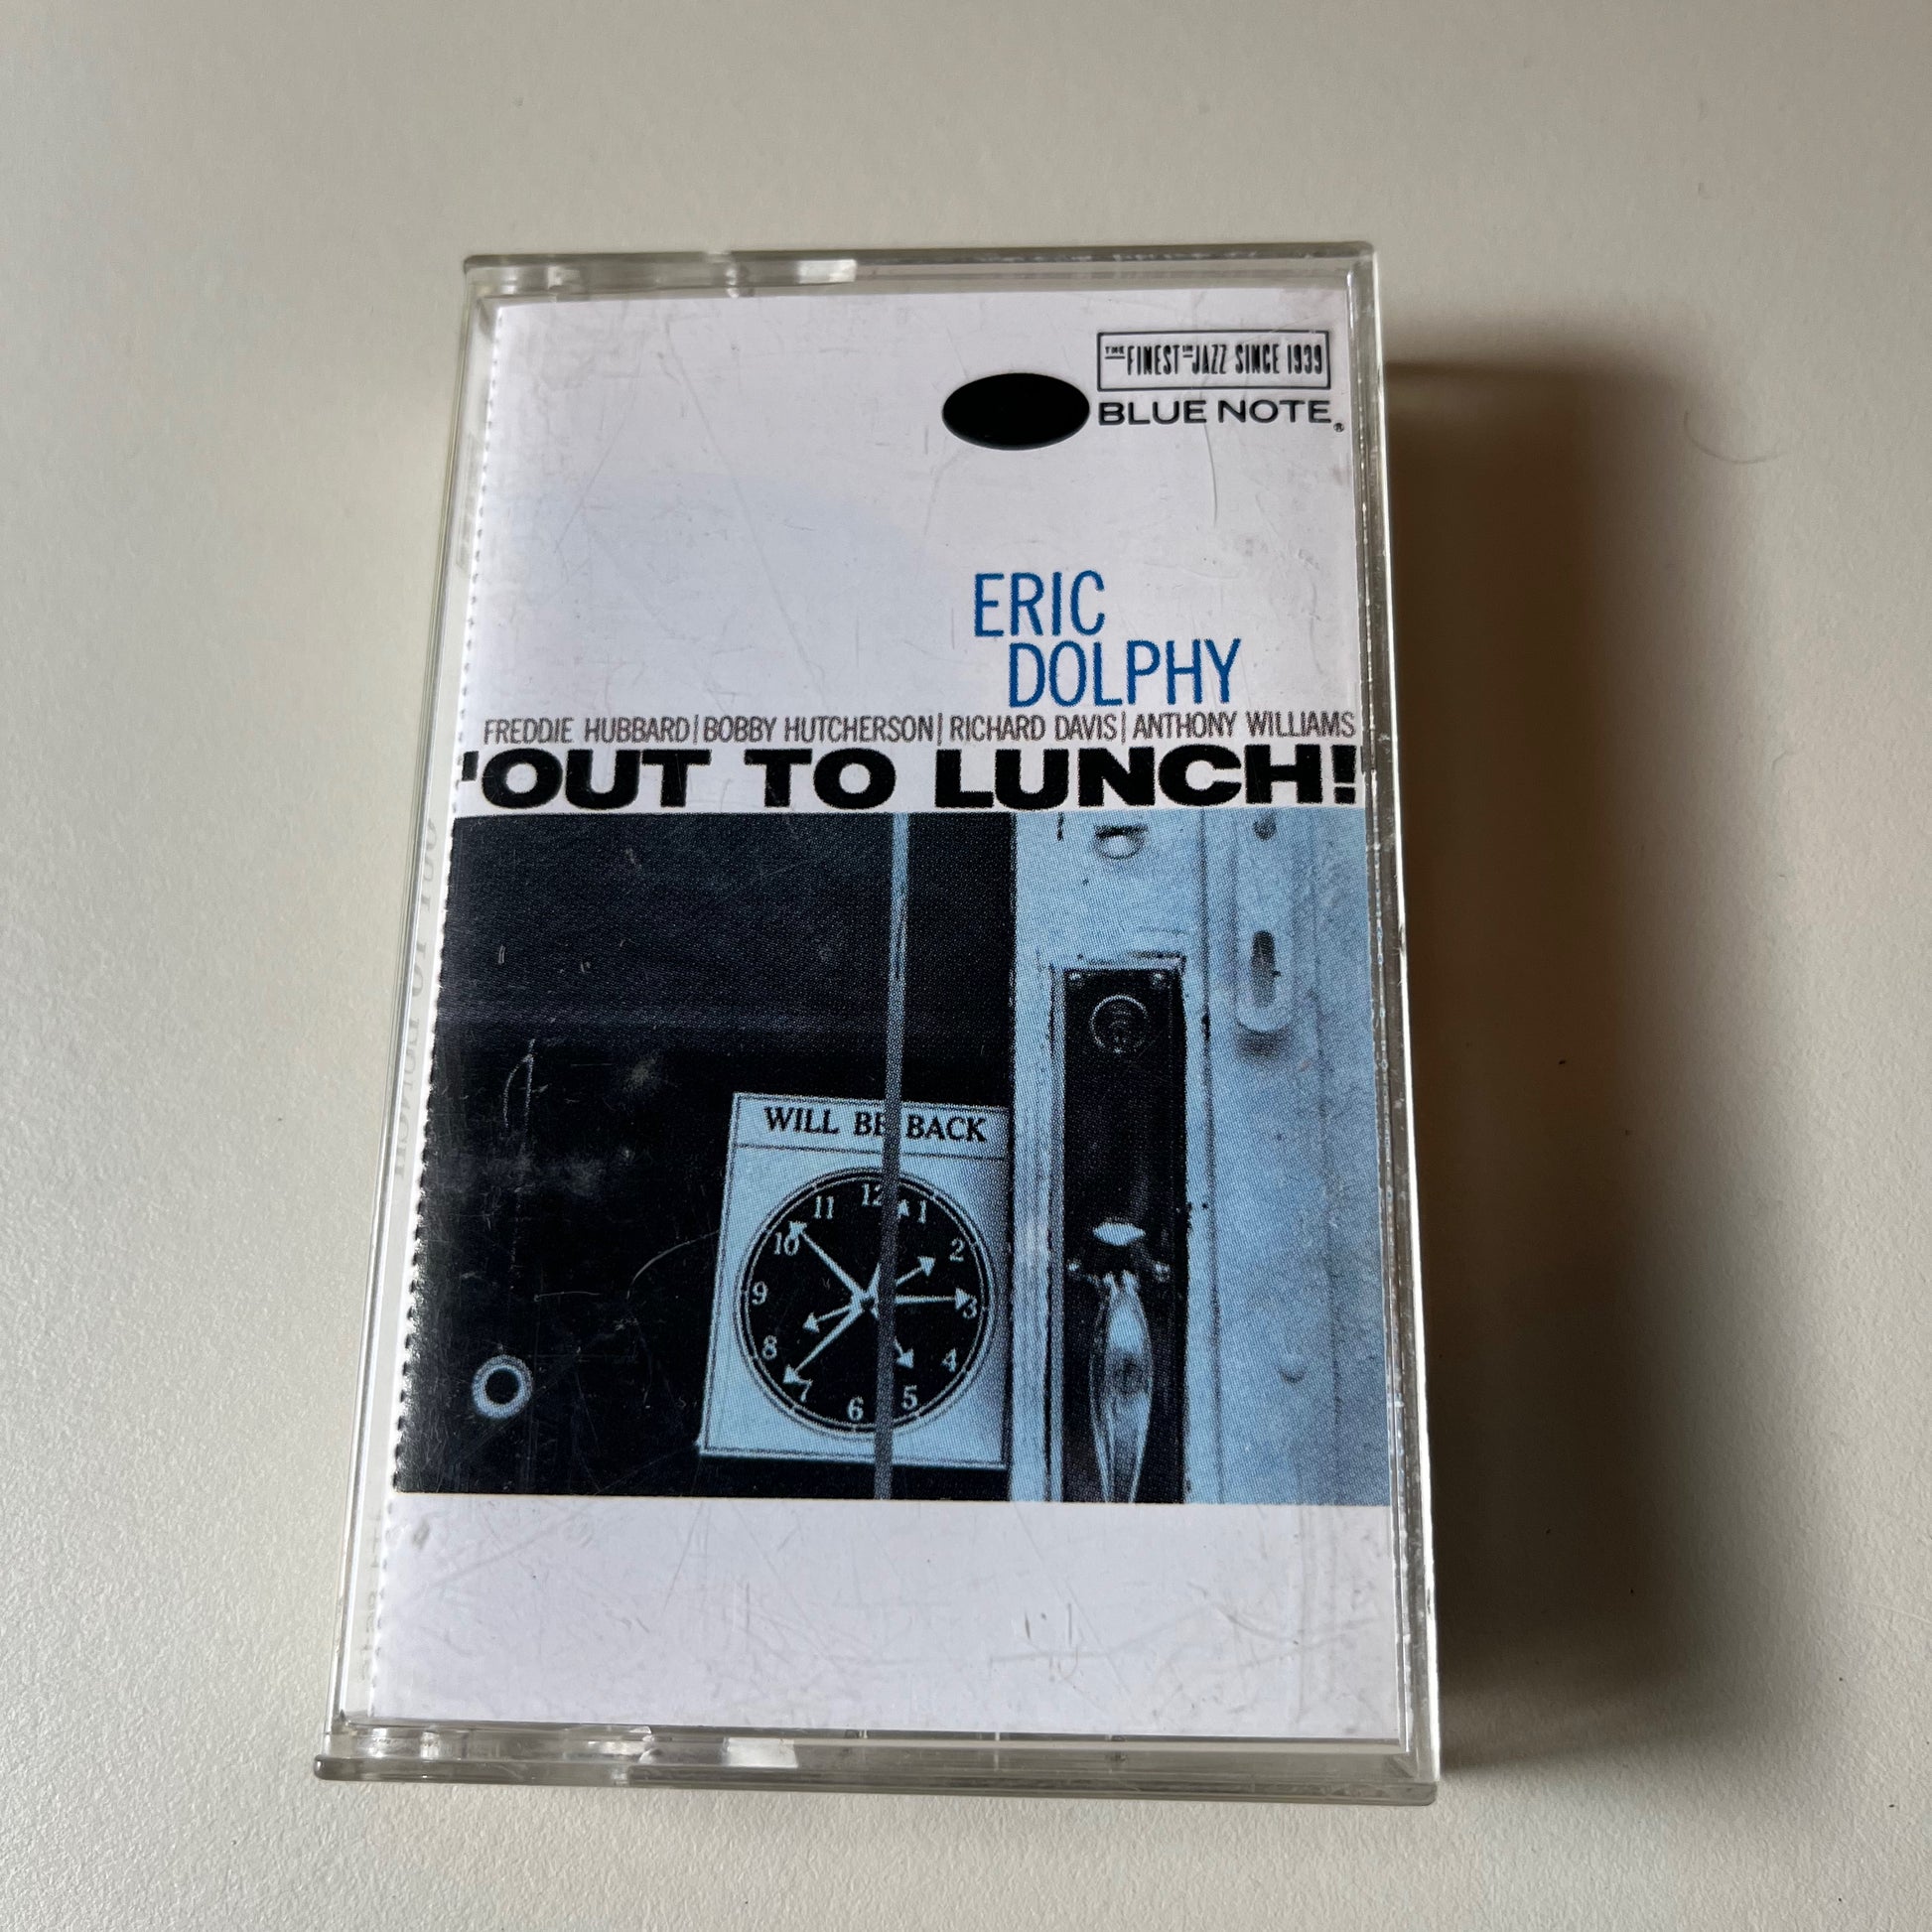 THE FINEST IN JAZZ SINCE 1939
BLUE NOTE®
ERIC
DOLPHY
FREDDIE HUBBARD|BOBBY HUTCHERSON|RICHARD DAVIS|ANTHONY WILLIAMS
'OUT TO LUNCH!
WILL BE BACK
12
11 1
10 2
9 3
8 4
7 5
6